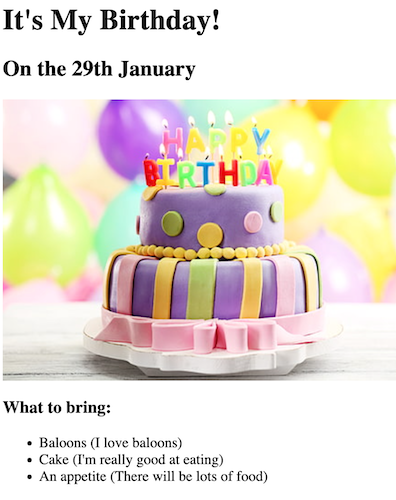 It's My Birthday!
On the 29th January
HAPPY
BIRTHDAY
What to bring:
Baloons (I love baloons)
Cake (I'm really good at eating)
An appetite (There will be lots of food)